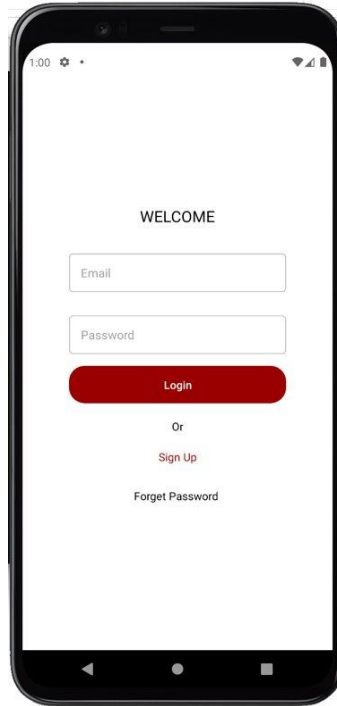 1:00
WELCOME
Email
Password
Login
Or
Sign Up
Forget Password